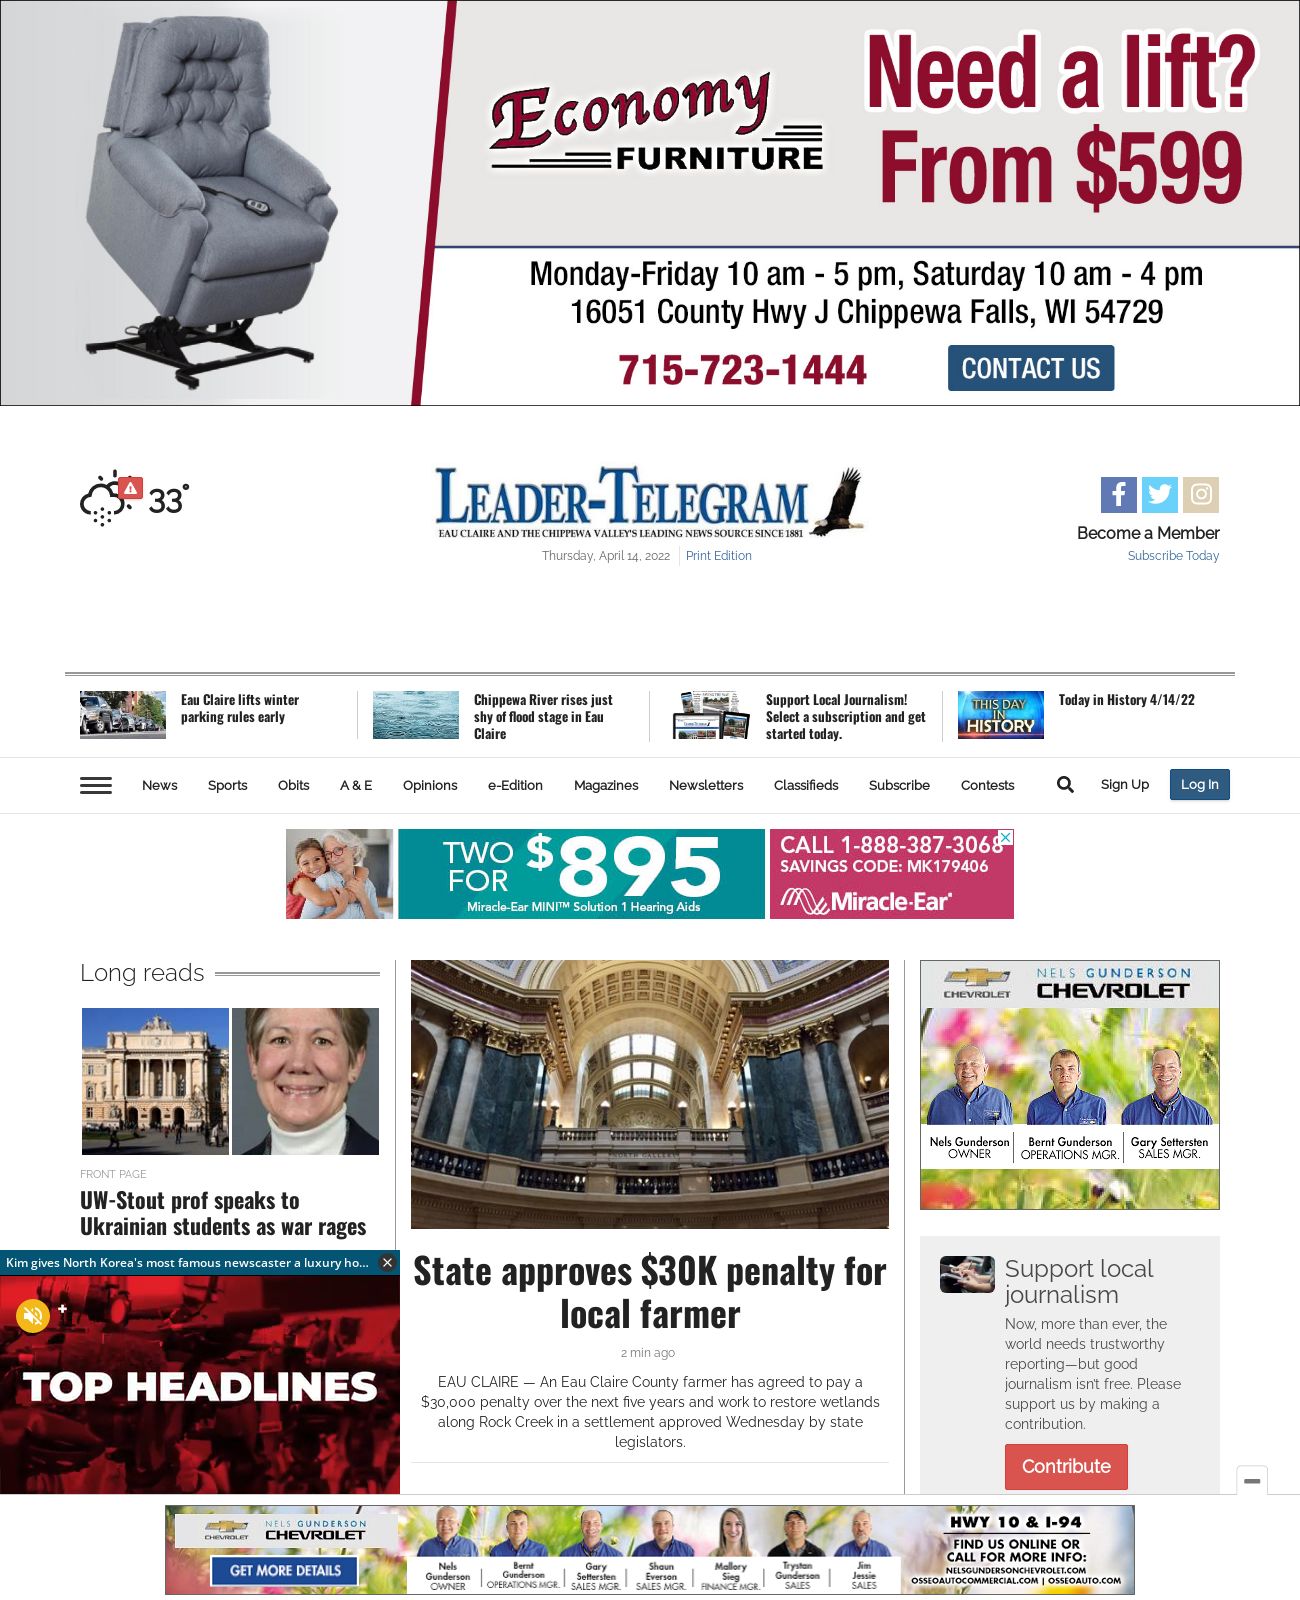 Need a lift?
From $599
Economy
FURNITURE
Monday-Friday 10 am - 5 pm, Saturday 10 am - 4 pm
16051 County Hwy J Chippewa Falls, WI 54729
715-723-1444
CONTACT US
33°
LEADER-TELEGRAM
EAU CLAIRE AND THE CHIPPEWA VALLEY'S LEADING NEWS SOURCE SINCE 1881
Thursday, April 14, 2022
Print Edition
Become a Member
Subscribe Today
Eau Claire lifts winter
parking rules early
Chippewa River rises just
shy of flood stage in Eau
Claire
Support Local Journalism!
Select a subscription and get
started today.
THIS DAY
IN
HISTORY
Today in History 4/14/22
News
Sports
Obits
A & E
Opinions
e-Edition
Magazines
Newsletters
Classifieds
Subscribe
Contests
Sign Up
Log In
TWO
FOR
$895
Miracle-Ear MINI™ Solution 1 Hearing Aids
CALL 1-888-387-3068
SAVINGS CODE: MK179406
Miracle-Ear®
Long reads
FRONT PAGE
UW-Stout prof speaks to
Ukrainian students as war rages
Kim gives North Korea's most famous newscaster a luxury ho...
TOP HEADLINES
NORTH GALLERY
State approves $30K penalty for
local farmer
2 min ago
EAU CLAIRE — An Eau Claire County farmer has agreed to pay a
$30,000 penalty over the next five years and work to restore wetlands
along Rock Creek in a settlement approved Wednesday by state
legislators.
CHEVROLET
NELS GUNDERSON
CHEVROLET
Nels Gunderson
OWNER
Bernt Gunderson
OPERATIONS MGR.
Gary Settersten
SALES MGR.
Support local
journalism
Now, more than ever, the
world needs trustworthy
reporting—but good
journalism isn't free. Please
support us by making a
contribution.
Contribute
CHEVROLET
NELS GUNDERSON
CHEVROLET
GET MORE DETAILS
Nels
Gunderson
OWNER
Bernt
Gunderson
OPERATIONS MGR.
Gary
Settersten
SALES MGR.
Shaun
Everson
SALES MGR.
Mallory
Sieg
FINANCE MGR.
Trystan
Gunderson
SALES
Jim
Jessie
SALES
HWY 10 & I-94
FIND US ONLINE OR
CALL FOR MORE INFO:
NELSGUNDERSONCHEVROLET.COM
OSSEOAUTOCOMMERCIAL.COM | OSSEOAUTO.COM